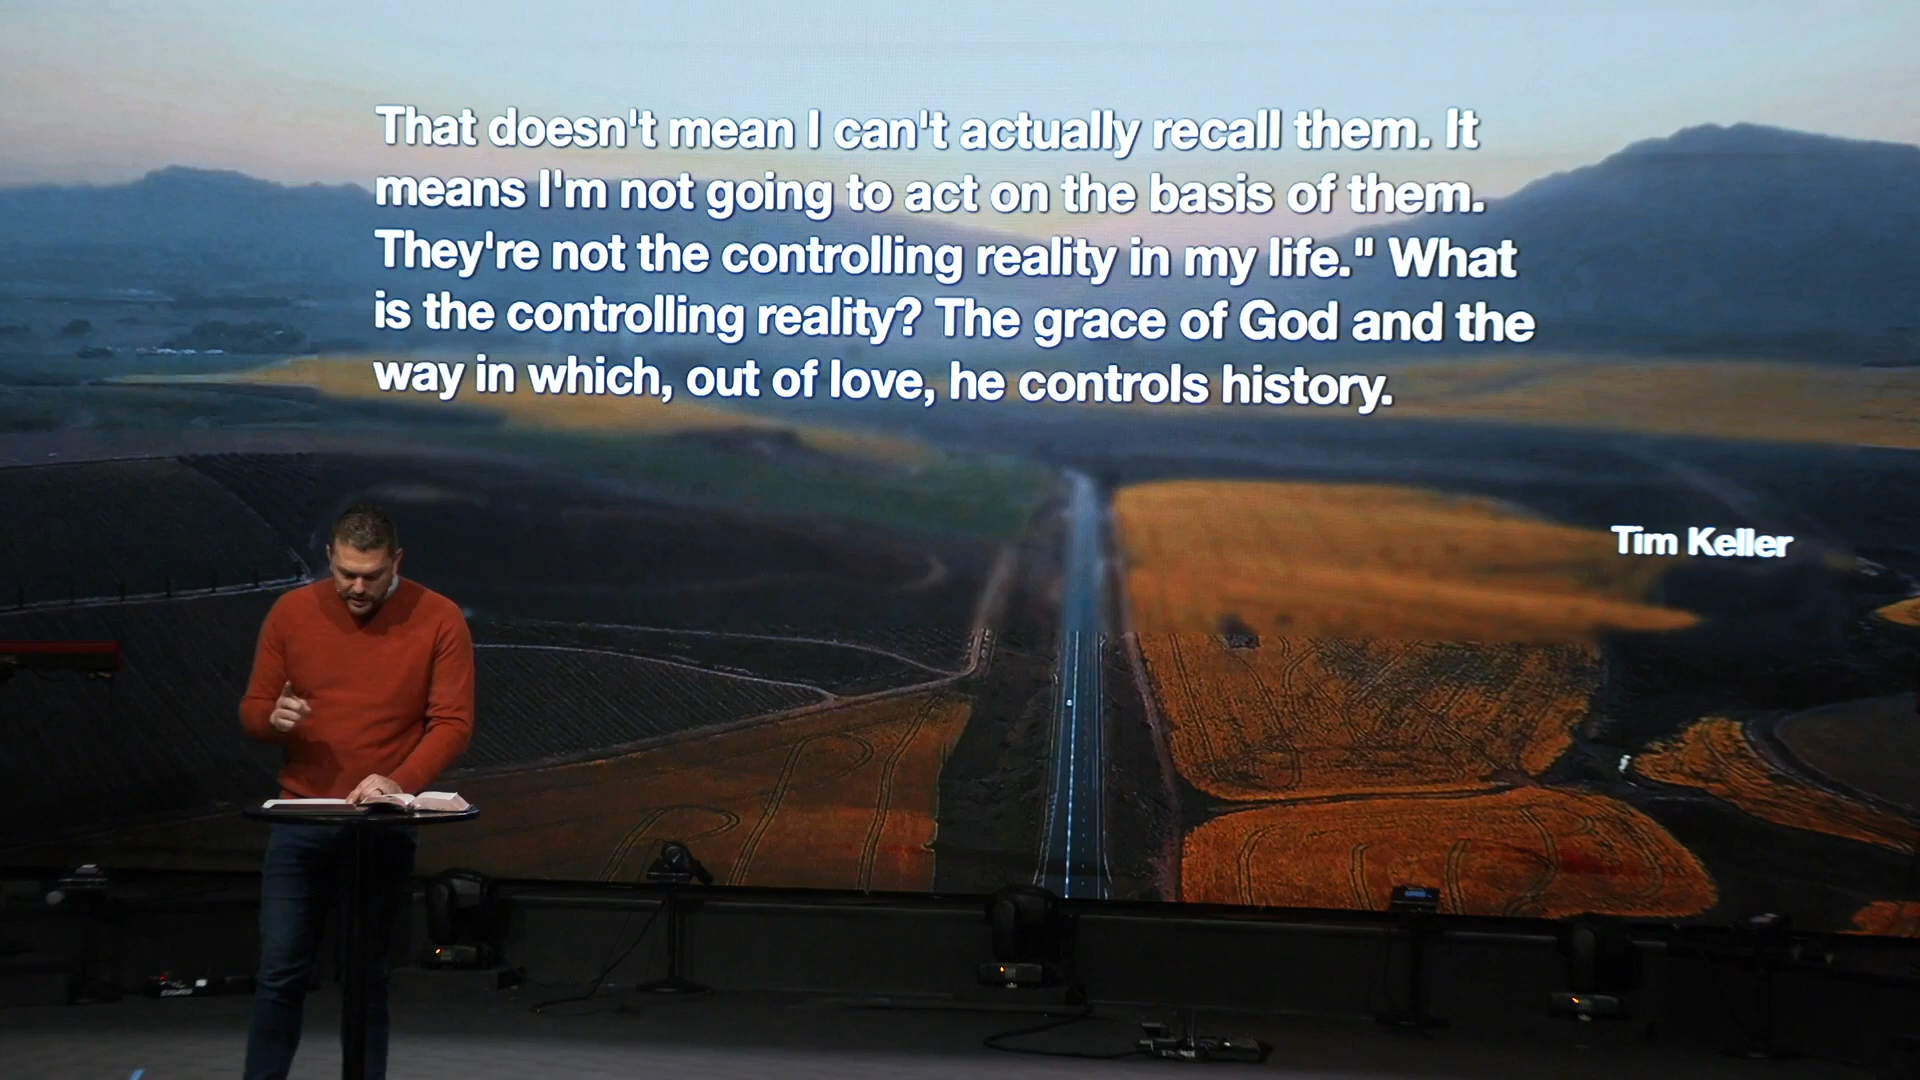 That doesn't mean I can't actually recall them. It
means I'm not going to act on the basis of them.
They're not the controlling reality in my life." What
is the controlling reality? The grace of God and the
way in which, out of love, he controls history.
Tim Keller